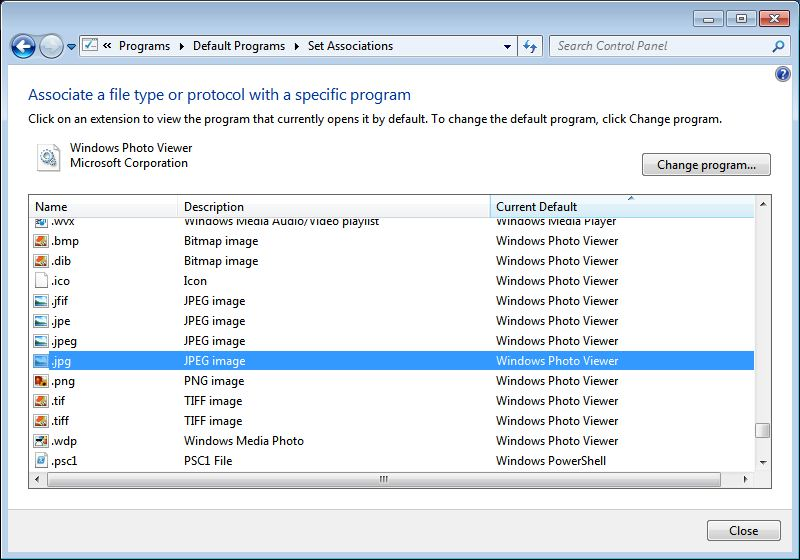 « Programs Default Programs Set Associations Search Control Panel
Associate a file type or protocol with a specific program
Click on an extension to view the program that currently opens it by default. To change the default program, click Change program.
Windows Photo Viewer
Microsoft Corporation
Change program...
Name Description Current Default
.wvx Windows Media Audio/Video playlist Windows Media Player
.bmp Bitmap image Windows Photo Viewer
.dib Bitmap image Windows Photo Viewer
.ico Icon Windows Photo Viewer
.jfif JPEG image Windows Photo Viewer
.jpe JPEG image Windows Photo Viewer
.jpeg JPEG image Windows Photo Viewer
.jpg JPEG image Windows Photo Viewer
.png PNG image Windows Photo Viewer
.tif TIFF image Windows Photo Viewer
.tiff TIFF image Windows Photo Viewer
.wdp Windows Media Photo Windows Photo Viewer
.psc1 PSC1 File Windows PowerShell
Close